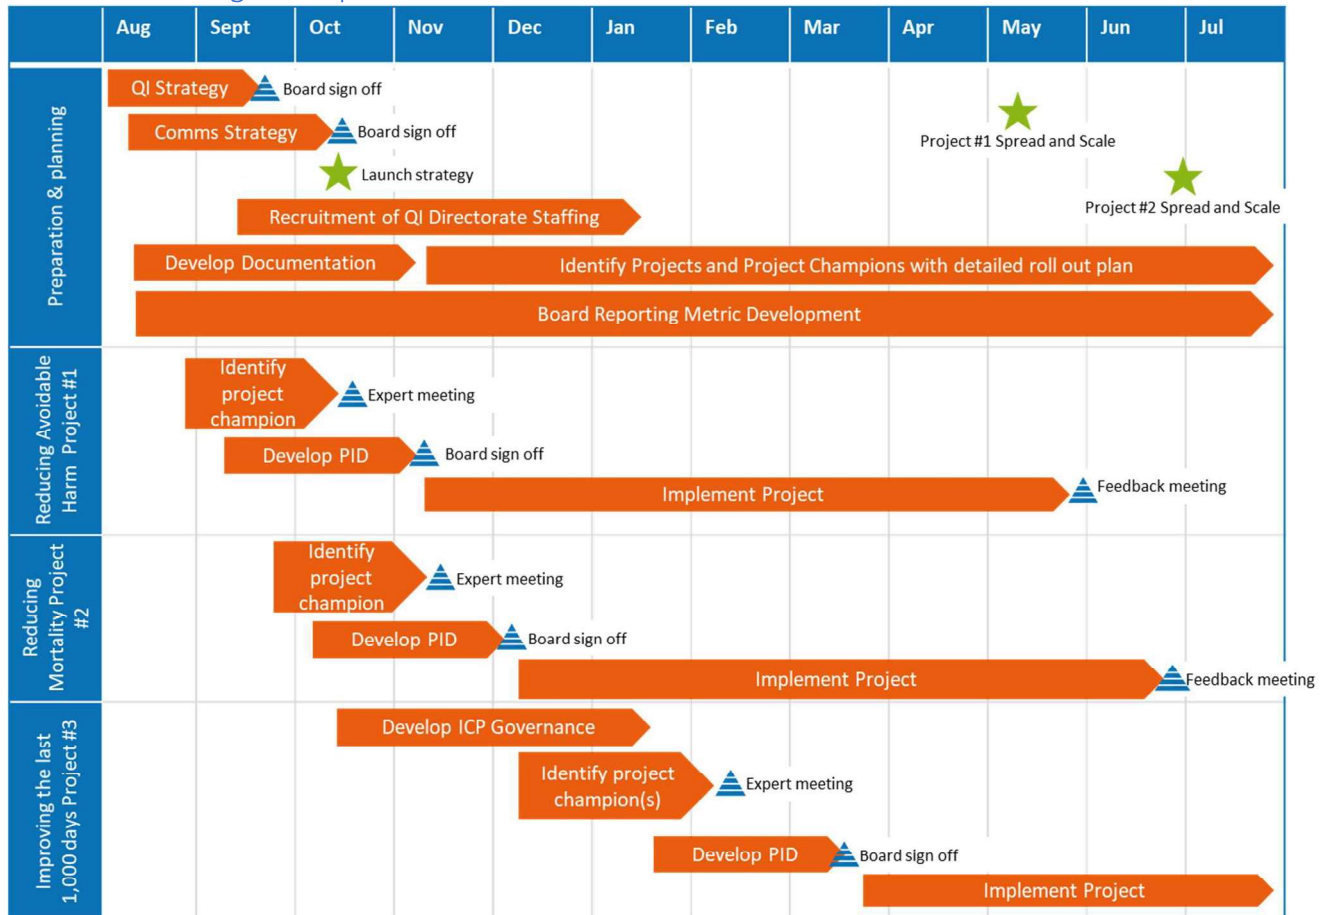 Aug Sept Oct Nov Dec Jan Feb Mar Apr May Jun Jul
Preparation & planning
QI Strategy
Board sign off
Comms Strategy
Board sign off
Project #1 Spread and Scale
Launch strategy
Project #2 Spread and Scale
Recruitment of QI Directorate Staffing
Develop Documentation
Identify Projects and Project Champions with detailed roll out plan
Board Reporting Metric Development
Reducing Avoidable
Harm Project #1
Identify
project
champion
Expert meeting
Develop PID
Board sign off
Implement Project
Feedback meeting
Reducing
Mortality Project
#2
Identify
project
champion
Expert meeting
Develop PID
Board sign off
Implement Project
Feedback meeting
Improving the last
1,000 days Project #3
Develop ICP Governance
Identify project
champion(s)
Expert meeting
Develop PID
Board sign off
Implement Project